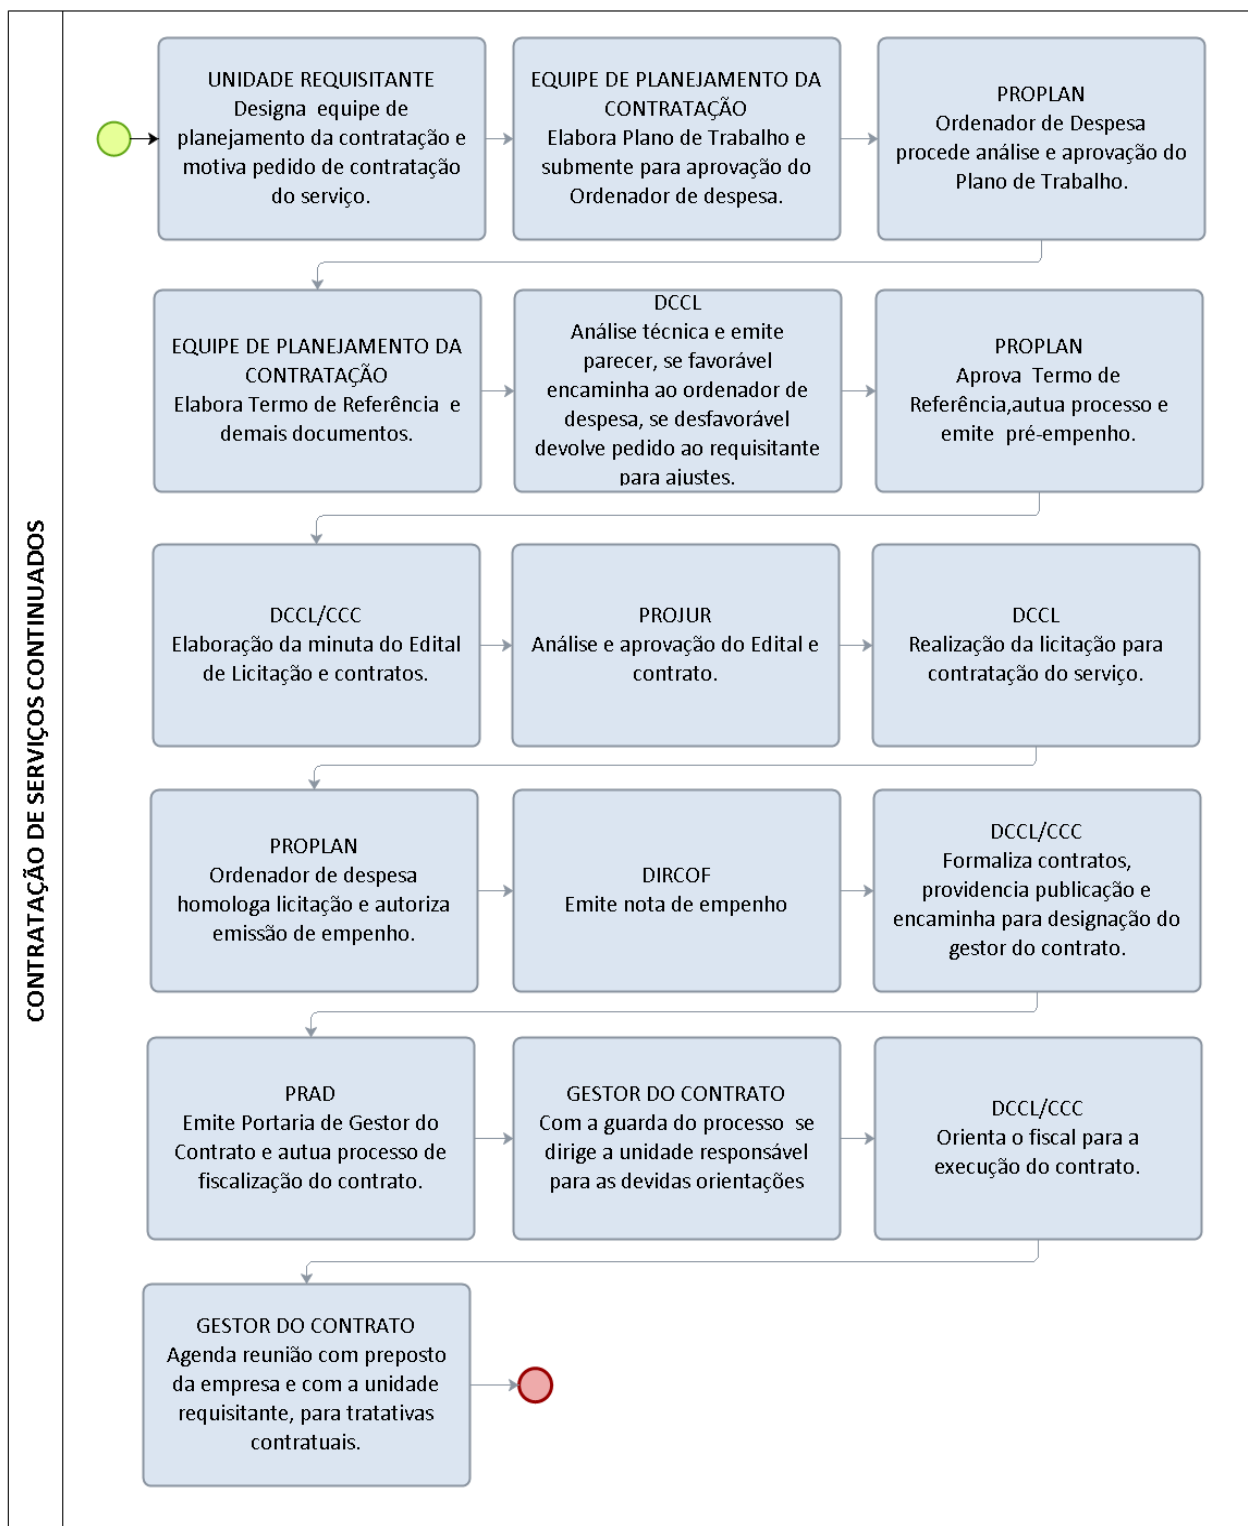 CONTRATAÇÃO DE SERVIÇOS CONTINUADOS
UNIDADE REQUISITANTE
Designa equipe de
planejamento da contratação e
motiva pedido de contratação
do serviço.
EQUIPE DE PLANEJAMENTO DA
CONTRATAÇÃO
Elabora Plano de Trabalho e
submente para aprovação do
Ordenador de despesa.
PROPLAN
Ordenador de Despesa
procede análise e aprovação do
Plano de Trabalho.
EQUIPE DE PLANEJAMENTO DA
CONTRATAÇÃO
Elabora Termo de Referência e
demais documentos.
DCCL
Análise técnica e emite
parecer, se favorável
encaminha ao ordenador de
despesa, se desfavorável
devolve pedido ao requisitante
para ajustes.
PROPLAN
Aprova Termo de
Referência,autua processo e
emite pré-empenho.
DCCL/CCC
Elaboração da minuta do Edital
de Licitação e contratos.
PROJUR
Análise e aprovação do Edital e
contrato.
DCCL
Realização da licitação para
contratação do serviço.
PROPLAN
Ordenador de despesa
homologa licitação e autoriza
emissão de empenho.
DIRCOF
Emite nota de empenho
DCCL/CCC
Formaliza contratos,
providencia publicação e
encaminha para designação do
gestor do contrato.
PRAD
Emite Portaria de Gestor do
Contrato e autua processo de
fiscalização do contrato.
GESTOR DO CONTRATO
Com a guarda do processo se
dirige a unidade responsável
para as devidas orientações
DCCL/CCC
Orienta o fiscal para a
execução do contrato.
GESTOR DO CONTRATO
Agenda reunião com preposto
da empresa e com a unidade
requisitante, para tratativas
contratuais.